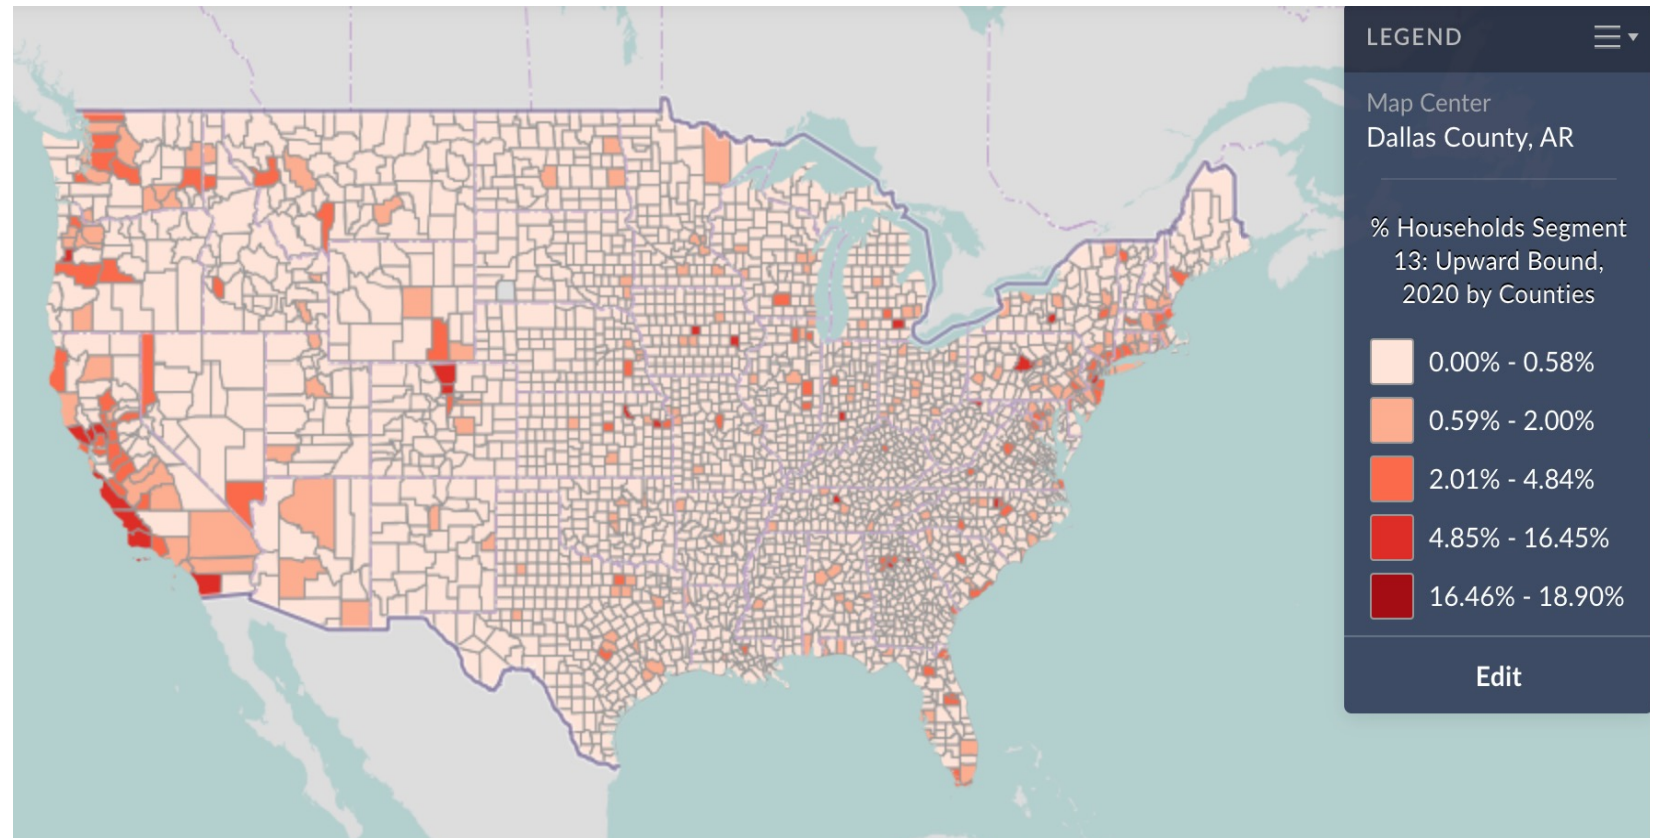 LEGEND
Map Center
Dallas County, AR
% Households Segment
13: Upward Bound,
2020 by Counties
0.00% - 0.58%
0.59% - 2.00%
2.01% - 4.84%
4.85% - 16.45%
16.46% - 18.90%
Edit